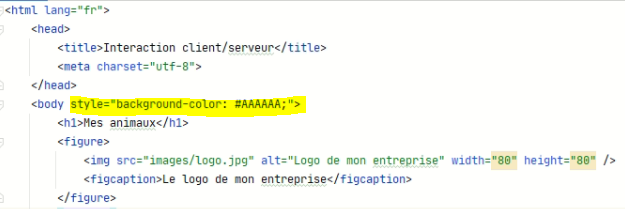 <html lang="fr">
<head>
<title>Interaction client/serveur</title>
<meta charset="utf-8">
</head>
<body style="background-color: #AAAAAA;">
<h1>Mes animaux</h1>
<figure>
<img src="images/logo.jpg" alt="Logo de mon entreprise" width="80" height="80" />
<figcaption>Le logo de mon entreprise</figcaption>
</figure>